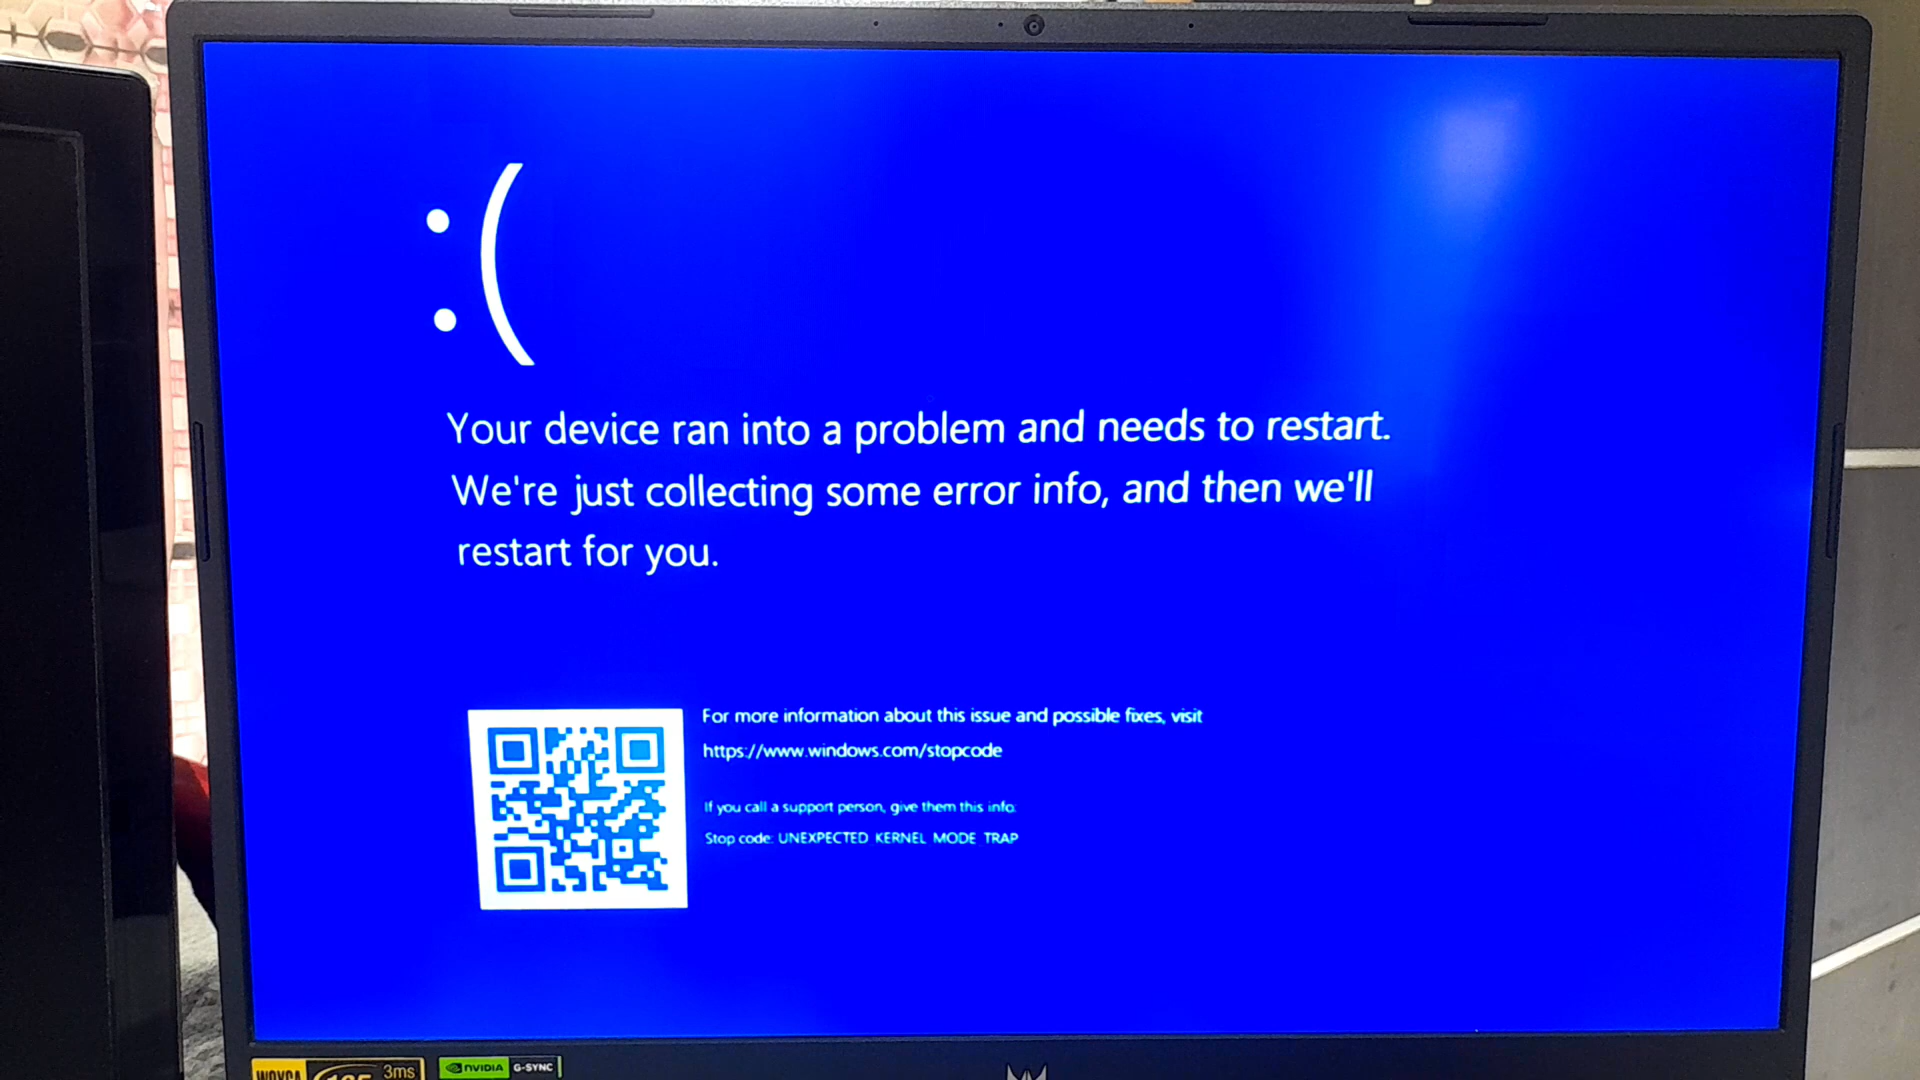 :(
Your device ran into a problem and needs to restart.
We're just collecting some error info, and then we'll
restart for you.
For more information about this issue and possible fixes, visit
https://www.windows.com/stopcode
If you call a support person, give them this info:
Stop code: UNEXPECTED KERNEL MODE TRAP
WQXGA 165 3ms
NVIDIA G-SYNC